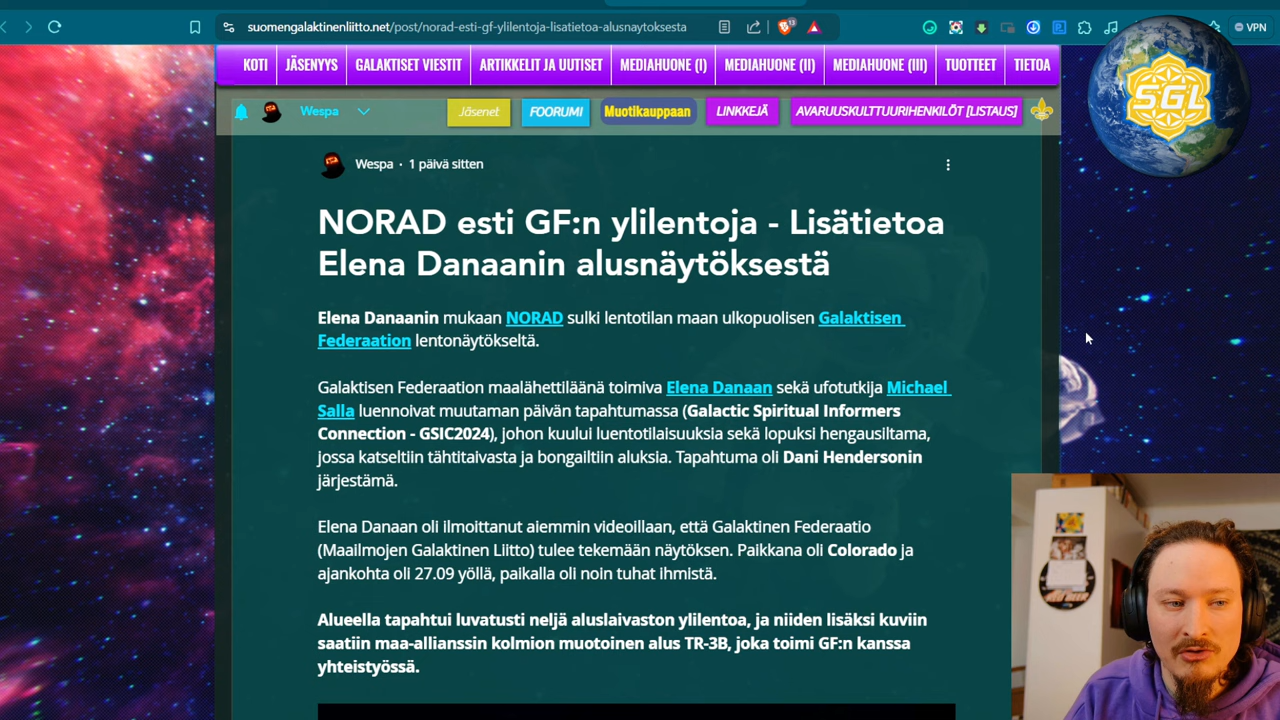 suomengalaktinenliitto.net/post/norad-esti-gf-ylilentoja-lisatietoa-alusnaytoksesta
13
VPN
KOTI JÄSENYS GALAKTISET VIESTIT ARTIKKELIT JA UUTISET MEDIAHUONE (I) MEDIAHUONE (II) MEDIAHUONE (III) TUOTTEET TIETOA
SGL
Wespa Jäsenet FOORUMI Muotikauppaan LINKKEJÄ AVARUUSKULTTUURIHENKILÖT [LISTAUS]
Wespa · 1 päivä sitten
NORAD esti GF:n ylilentoja - Lisätietoa
Elena Danaanin alusnäytöksestä
Elena Danaanin mukaan NORAD sulki lentotilan maan ulkopuolisen Galaktisen
Federaation lentonäytökseltä.
Galaktisen Federaation maalähettiläänä toimiva Elena Danaan sekä ufotutkija Michael
Salla luennoivat muutaman päivän tapahtumassa (Galactic Spiritual Informers
Connection - GSIC2024), johon kuului luentotilaisuuksia sekä lopuksi hengausiltama,
jossa katseltiin tähtitaivasta ja bongailtiin aluksia. Tapahtuma oli Dani Hendersonin
järjestämä.
Elena Danaan oli ilmoittanut aiemmin videoillaan, että Galaktinen Federaatio
(Maailmojen Galaktinen Liitto) tulee tekemään näytöksen. Paikkana oli Colorado ja
ajankohta oli 27.09 yöllä, paikalla oli noin tuhat ihmistä.
Alueella tapahtui luvatusti neljä aluslaivaston ylilentoa, ja niiden lisäksi kuviin
saatiin maa-allianssin kolmion muotoinen alus TR-3B, joka toimi GF:n kanssa
yhteistyössä.